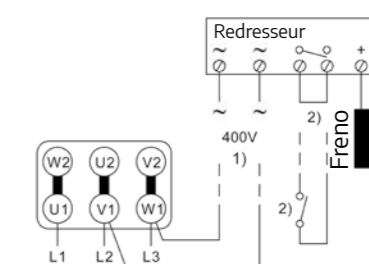 Redresseur
~ ~ +
~ ~ 2)
400V
1)
Freno
2)
W2 U2 V2
U1 V1 W1
L1 L2 L3